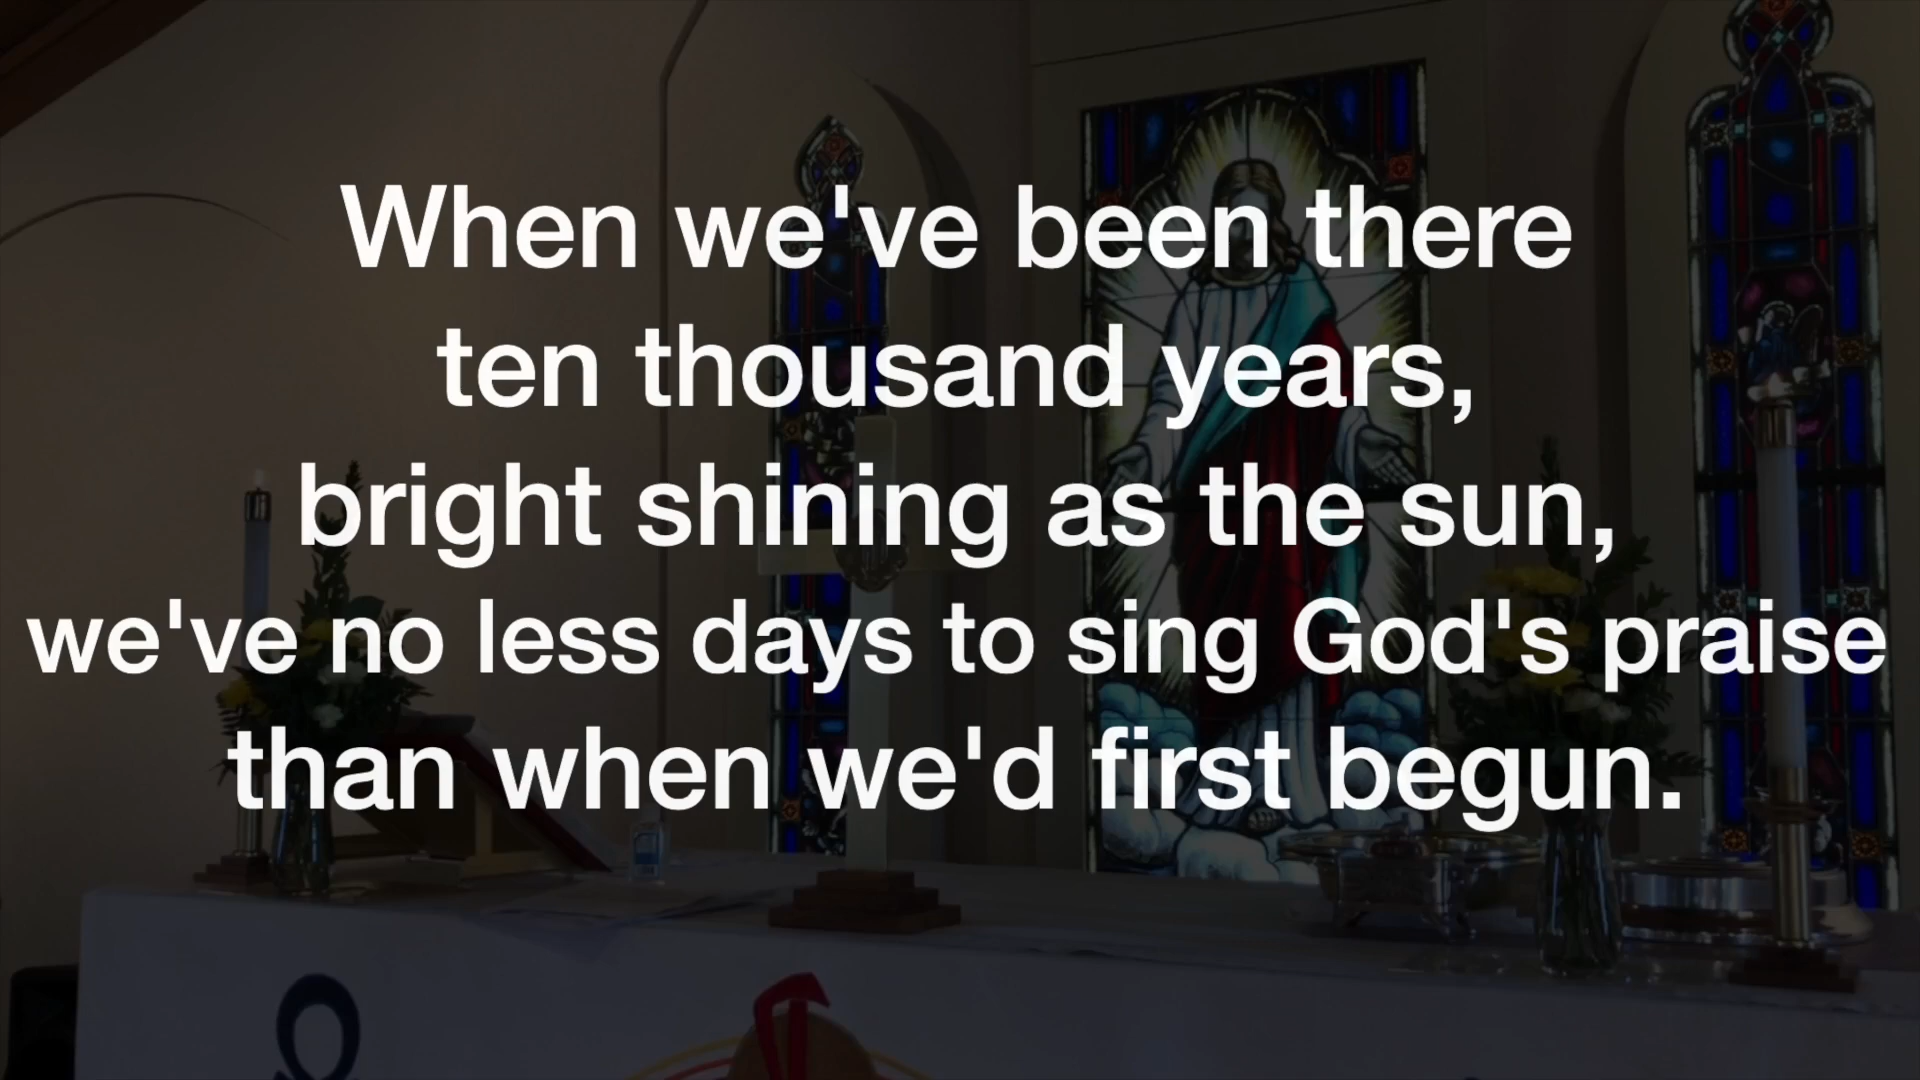 When we've been there
ten thousand years,
bright shining as the sun,
we've no less days to sing God's praise
than when we'd first begun.